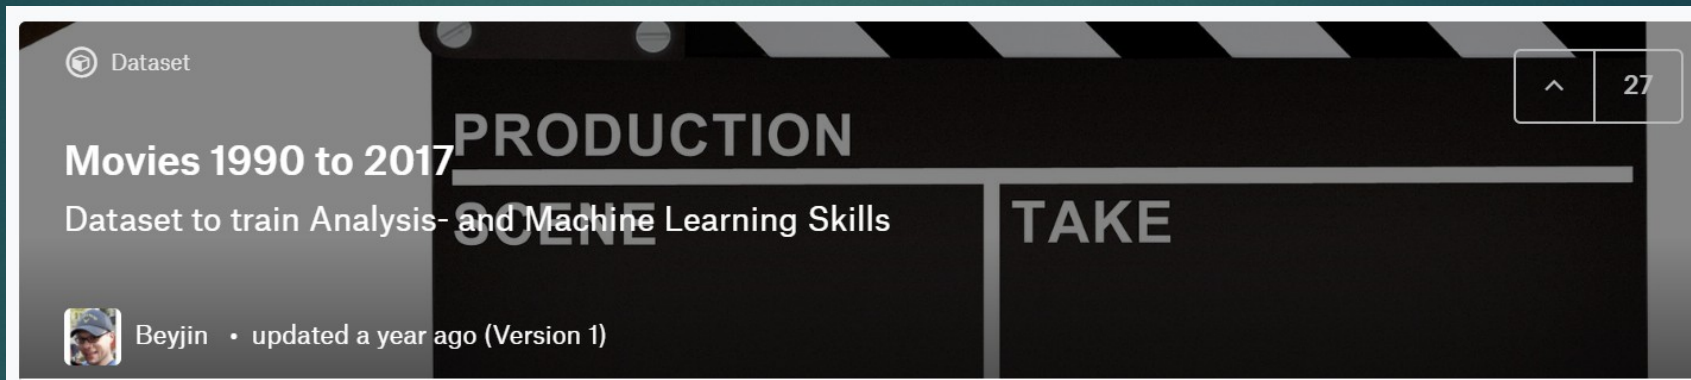 Dataset
27
PRODUCTION
Movies 1990 to 2017
Dataset to train Analysis- and Machine Learning Skills
SCENE
TAKE
Beyjin • updated a year ago (Version 1)